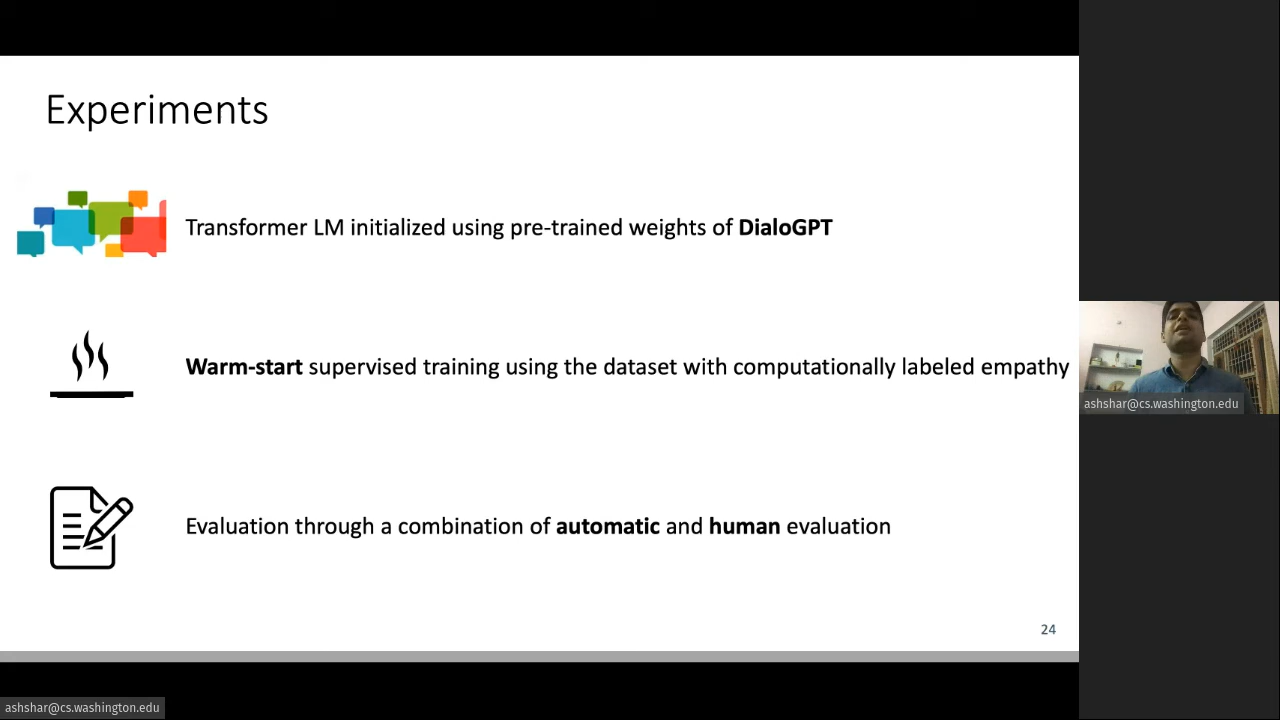 Experiments
Transformer LM initialized using pre-trained weights of DialoGPT
Warm-start supervised training using the dataset with computationally labeled empathy
ashshar@cs.washington.edu
Evaluation through a combination of automatic and human evaluation
24
ashshar@cs.washington.edu